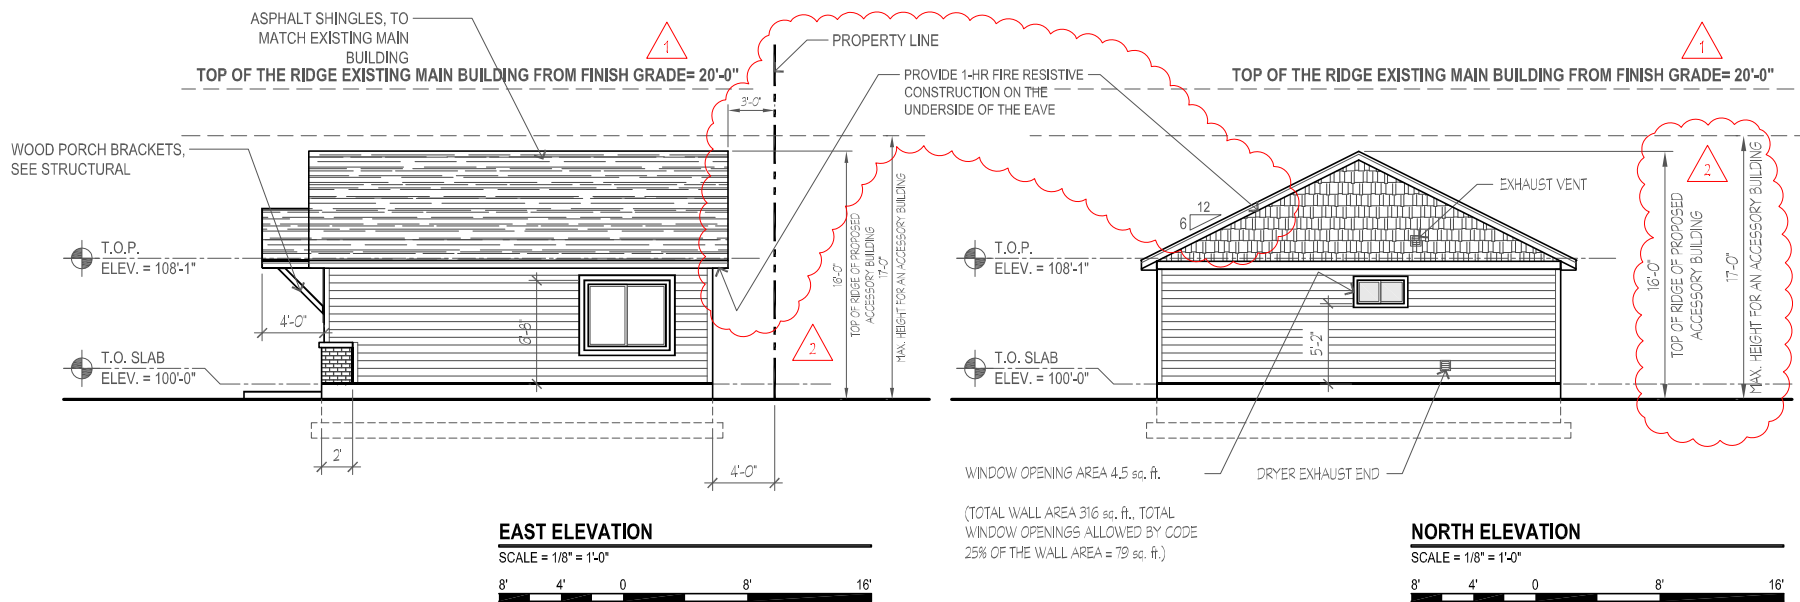 ASPHALT SHINGLES, TO
MATCH EXISTING MAIN
BUILDING
1
TOP OF THE RIDGE EXISTING MAIN BUILDING FROM FINISH GRADE= 20'-0"
PROPERTY LINE
PROVIDE 1-HR FIRE RESISTIVE
CONSTRUCTION ON THE
UNDERSIDE OF THE EAVE
3'-0"
WOOD PORCH BRACKETS,
SEE STRUCTURAL
T.O.P.
ELEV. = 108'-1"
4'-0"
6'-8"
T.O. SLAB
ELEV. = 100'-0"
2'
4'-0"
2
16'-0"
TOP OF RIDGE OF PROPOSED
ACCESSORY BUILDING
17'-0"
MAX. HEIGHT FOR AN ACCESSORY BUILDING
EAST ELEVATION
SCALE = 1/8" = 1'-0"
8' 4' 0 8' 16'
1
TOP OF THE RIDGE EXISTING MAIN BUILDING FROM FINISH GRADE= 20'-0"
2
EXHAUST VENT
12
6
T.O.P.
ELEV. = 108'-1"
5'-2"
T.O. SLAB
ELEV. = 100'-0"
16'-0"
TOP OF RIDGE OF PROPOSED
ACCESSORY BUILDING
17'-0"
MAX. HEIGHT FOR AN ACCESSORY BUILDING
WINDOW OPENING AREA 4.5 sq. ft.
DRYER EXHAUST END
(TOTAL WALL AREA 316 sq. ft., TOTAL
WINDOW OPENINGS ALLOWED BY CODE
25% OF THE WALL AREA = 79 sq. ft.)
NORTH ELEVATION
SCALE = 1/8" = 1'-0"
8' 4' 0 8' 16'